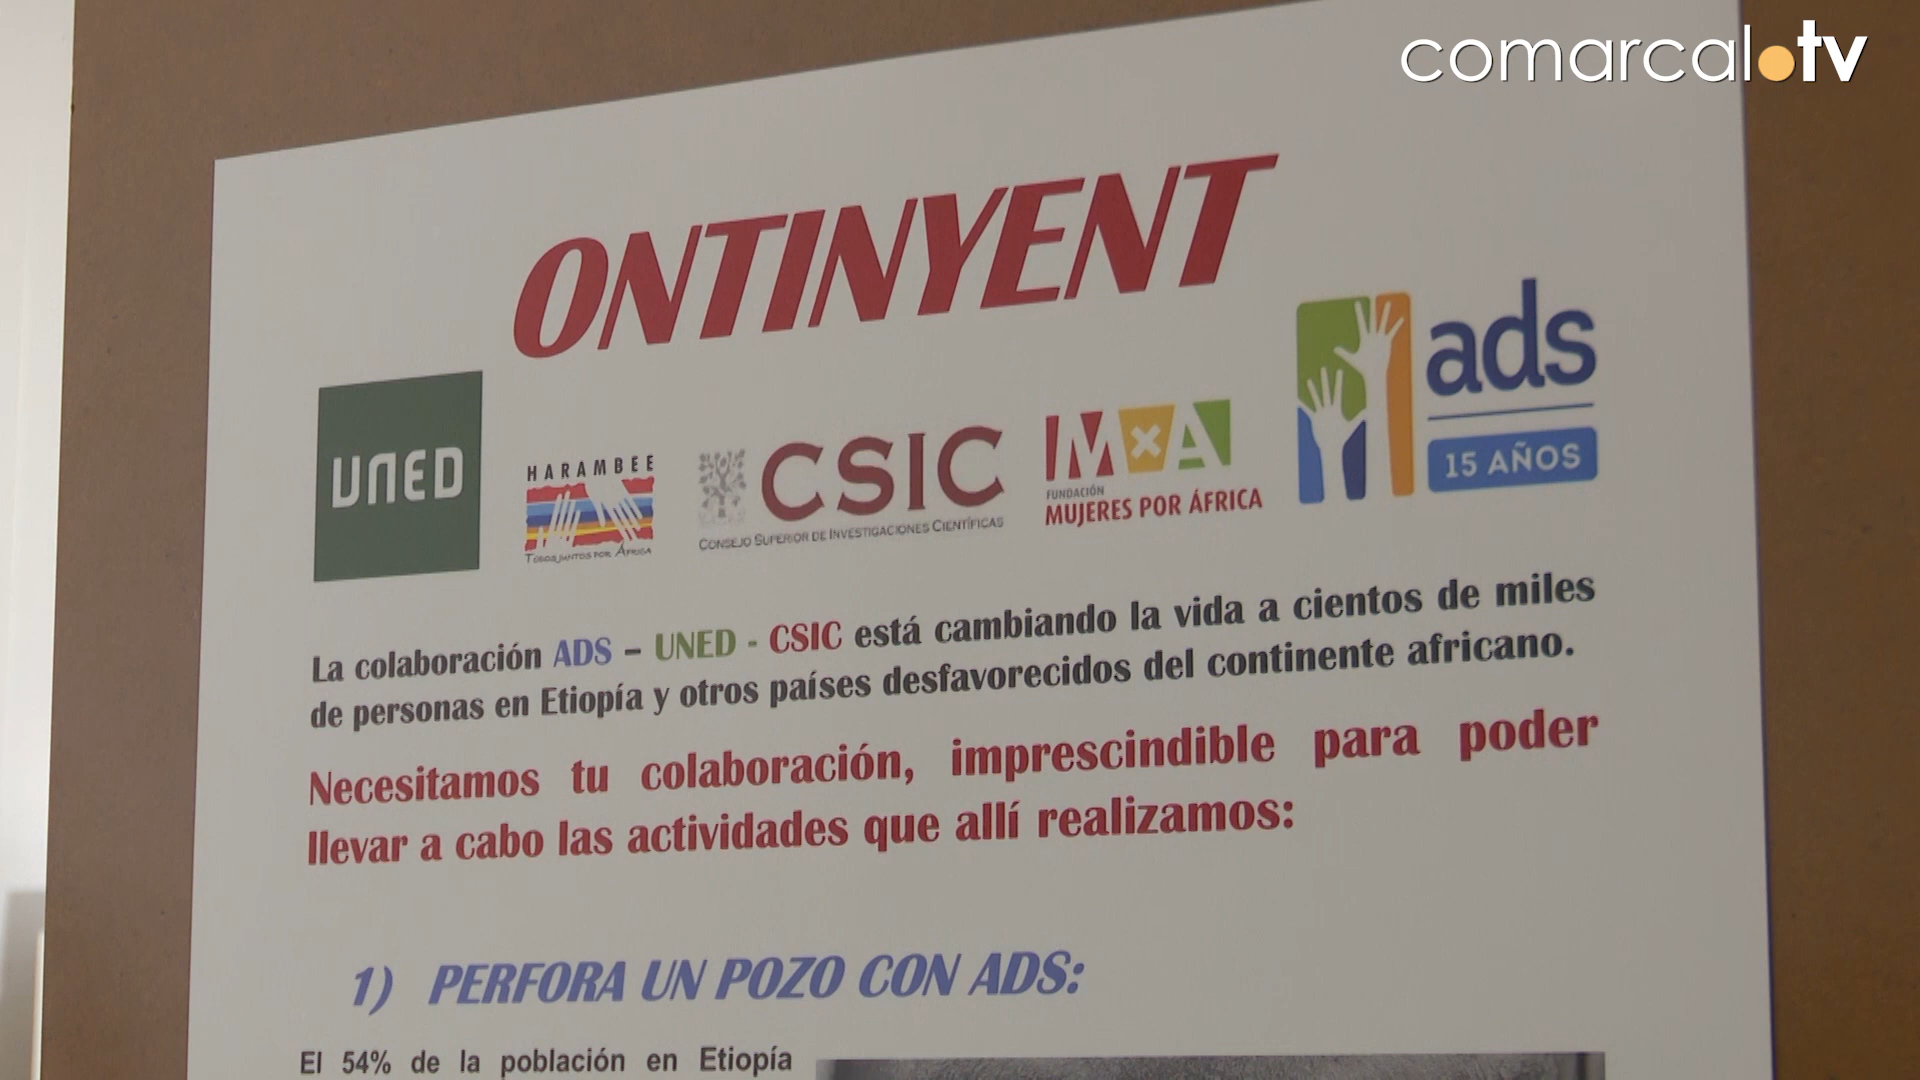 comarcal.tv
ONTINYENT
UNED
HARAMBEE
TODOS JUNTOS POR ÁFRICA
CSIC
CONSEJO SUPERIOR DE INVESTIGACIONES CIENTÍFICAS
MxA
FUNDACIÓN
MUJERES POR ÁFRICA
ads
15 AÑOS
La colaboración ADS – UNED - CSIC está cambiando la vida a cientos de miles
de personas en Etiopía y otros países desfavorecidos del continente africano.
Necesitamos tu colaboración, imprescindible para poder
llevar a cabo las actividades que allí realizamos:
1) PERFORA UN POZO CON ADS:
El 54% de la población en Etiopía